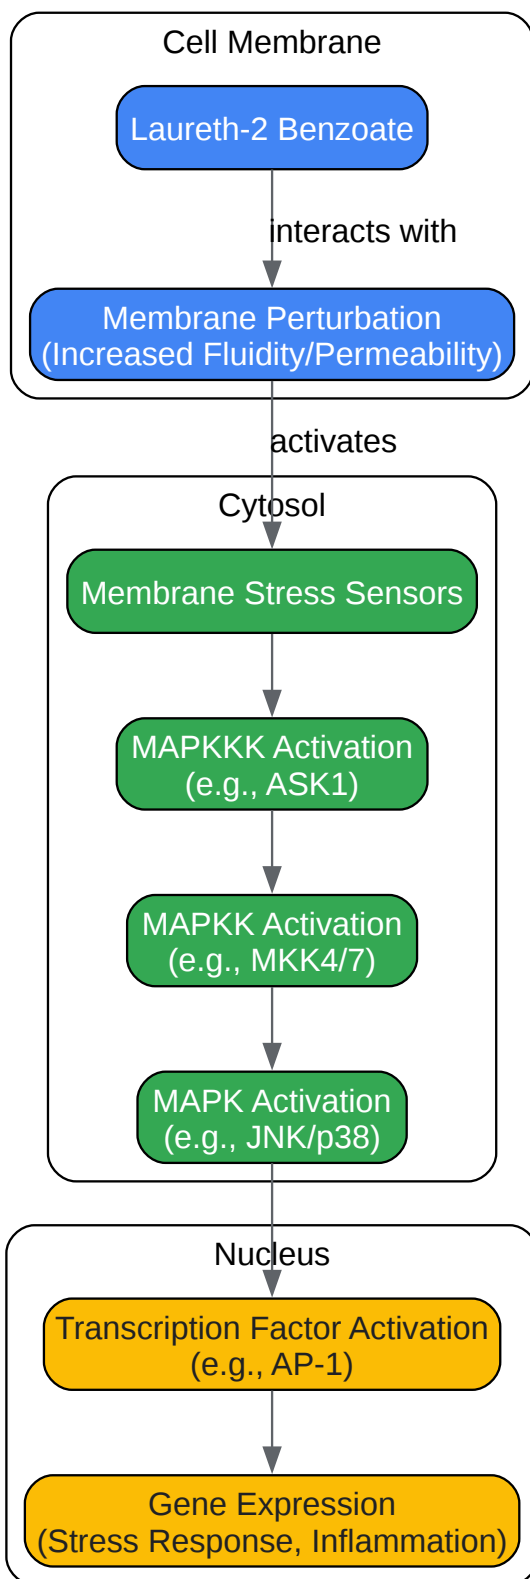 Cell Membrane
Laureth-2 Benzoate
interacts with
Membrane Perturbation
(Increased Fluidity/Permeability)
activates
Cytosol
Membrane Stress Sensors
MAPKKK Activation
(e.g., ASK1)
MAPKK Activation
(e.g., MKK4/7)
MAPK Activation
(e.g., JNK/p38)
Nucleus
Transcription Factor Activation
(e.g., AP-1)
Gene Expression
(Stress Response, Inflammation)